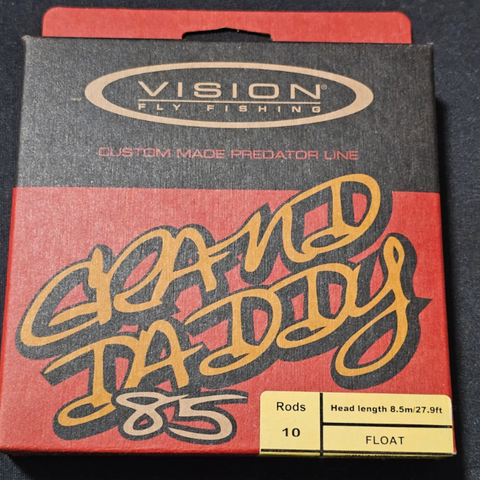 VISION®
FLY FISHING
CUSTOM MADE PREDATOR LINE
GRAND
DADDY
85
Rods
10
Head length 8.5m/27.9ft
FLOAT